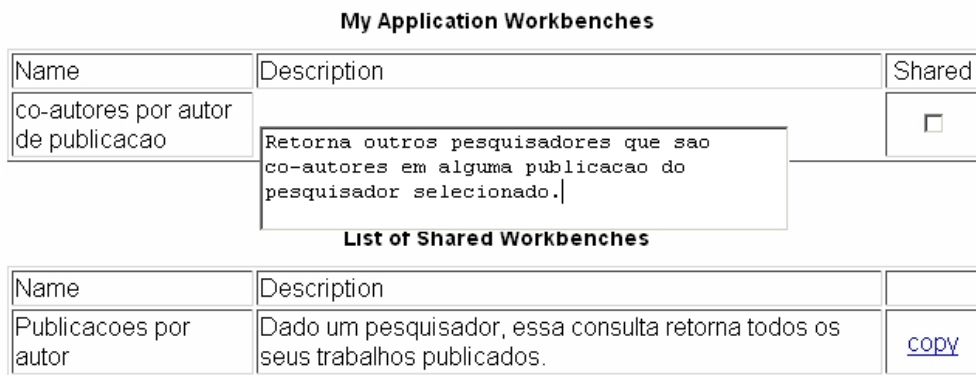 My Application Workbenches
Name Description Shared
co-autores por autor
de publicacao
Retorna outros pesquisadores que sao
co-autores em alguma publicacao do
pesquisador selecionado.
List of Shared Workbenches
Name Description
Publicacoes por
autor
Dado um pesquisador, essa consulta retorna todos os
seus trabalhos publicados.
copy